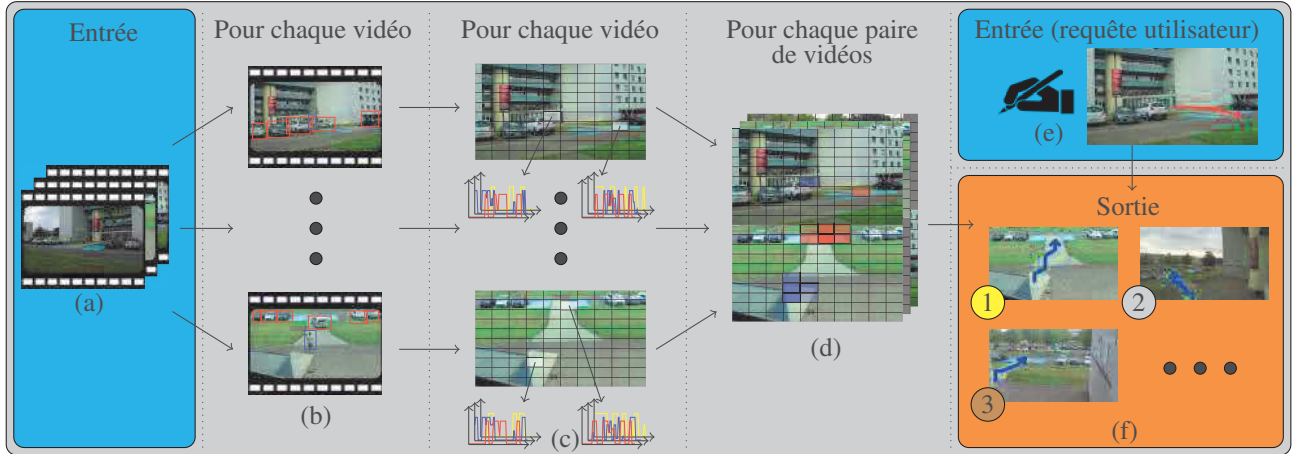 Entrée
(a)
Pour chaque vidéo
(b)
Pour chaque vidéo
(c)
Pour chaque paire
de vidéos
(d)
Entrée (requête utilisateur)
(e)
Sortie
1
2
3
(f)